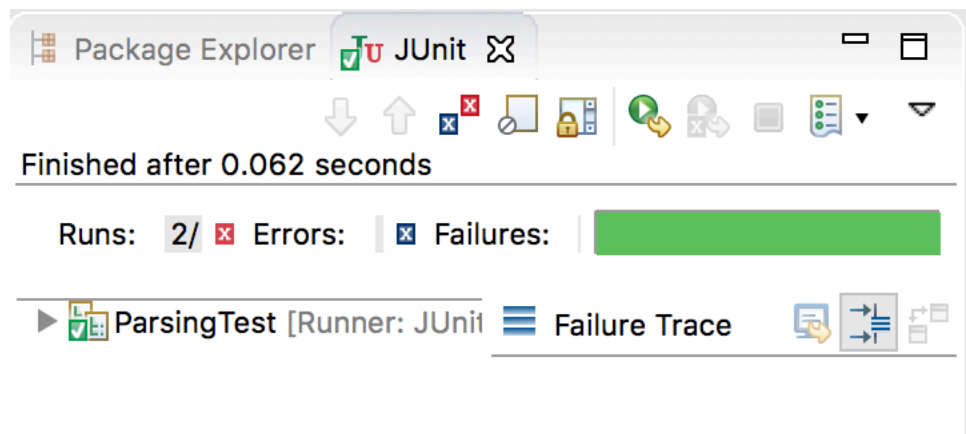 Package Explorer JUnit
Finished after 0.062 seconds
Runs: 2/ Errors: Failures:
ParsingTest [Runner: JUnit Failure Trace